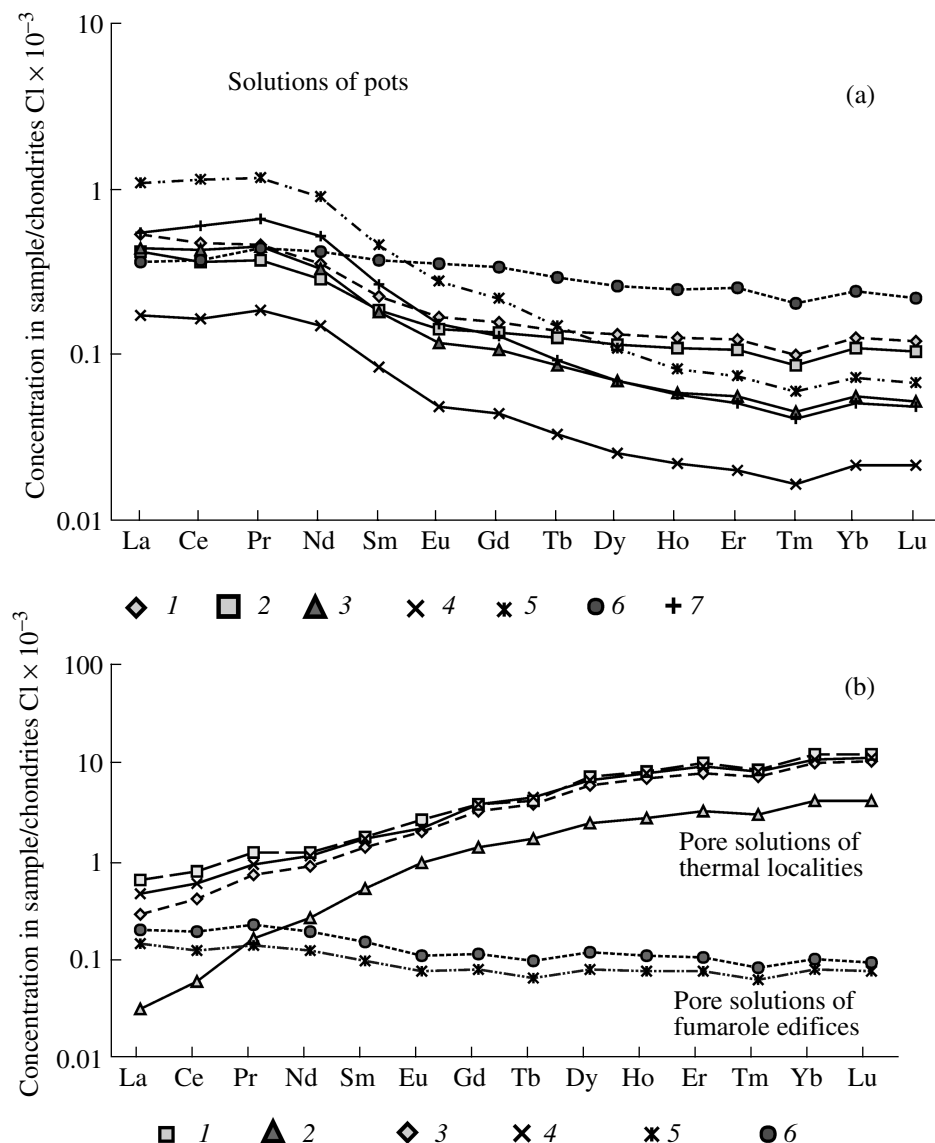 Concentration in sample/chondrites Cl × 10⁻³
10
1
0.1
0.01
Solutions of pots
(a)
La Ce Pr Nd Sm Eu Gd Tb Dy Ho Er Tm Yb Lu
1 2 3 4 5 6 7
Concentration in sample/chondrites Cl × 10⁻³
100
10
1
0.1
0.01
(b)
Pore solutions of
thermal localities
Pore solutions of
fumarole edifices
La Ce Pr Nd Sm Eu Gd Tb Dy Ho Er Tm Yb Lu
1 2 3 4 5 6